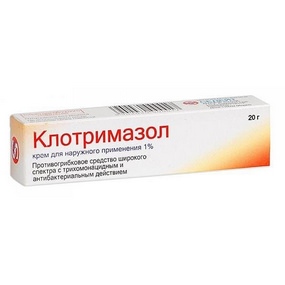 Клотримазол
крем для наружного применения 1%
20 г
Противогрибковое средство широкого
спектра с трихомонацидным и
антибактериальным действием